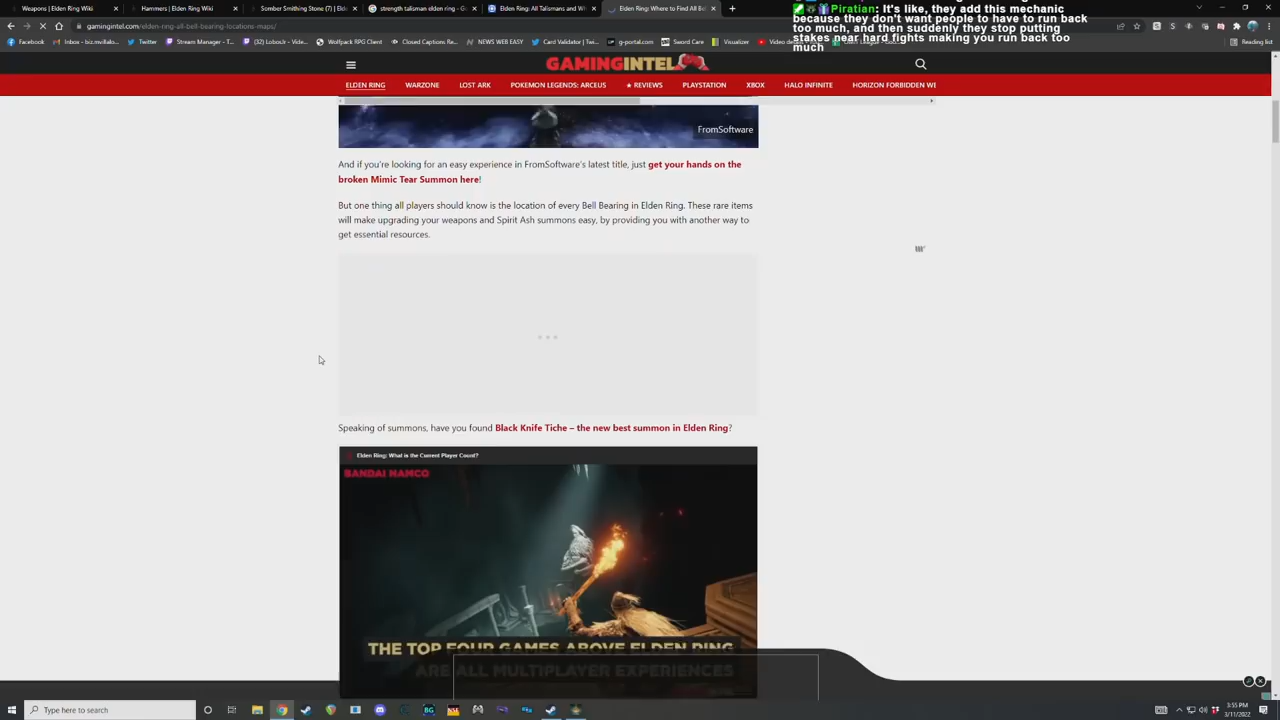 Weapons | Elden Ring Wiki
Hammers | Elden Ring Wiki
Somber Smithing Stone (7) | Elde
strength talisman elden ring - Go
Elden Ring: All Talismans and Wh
Elden Ring: Where to Find All Bel
Piratian: It's like, they add this mechanic
because they don't want people to have to run back
too much, and then suddenly they stop putting
stakes near hard fights making you run back too
much
gamingintel.com/elden-ring-all-bell-bearing-locations-maps/
Facebook
Inbox - biz.mvllako...
Twitter
Stream Manager - T...
(32) LoboJr - Videos...
Wolfpack RPG Client
Closed Captions Re...
NEWS WEB EASY
Card Validator | Twi...
g-portal.com
Sword Care
Visualizer
Reading list
GAMINGINTEL
ELDEN RING
WARZONE
LOST ARK
POKEMON LEGENDS: ARCEUS
★ REVIEWS
PLAYSTATION
XBOX
HALO INFINITE
HORIZON FORBIDDEN WE
FromSoftware
And if you're looking for an easy experience in FromSoftware's latest title, just get your hands on the
broken Mimic Tear Summon here!
But one thing all players should know is the location of every Bell Bearing in Elden Ring. These rare items
will make upgrading your weapons and Spirit Ash summons easy, by providing you with another way to
get essential resources.
Speaking of summons, have you found Black Knife Tiche – the new best summon in Elden Ring?
Elden Ring: What is the Current Player Count?
BANDAI NAMCO
THE TOP FOUR GAMES ABOVE ELDEN RING
ARE ALL MULTIPLAYER EXPERIENCES
Type here to search
3:55 PM
3/11/2022